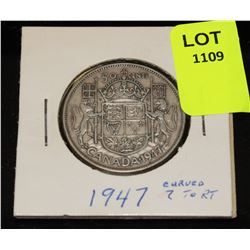 LOT
1109
50 CENTS
CANADA 1947
1947
CURVED
7 TO RT